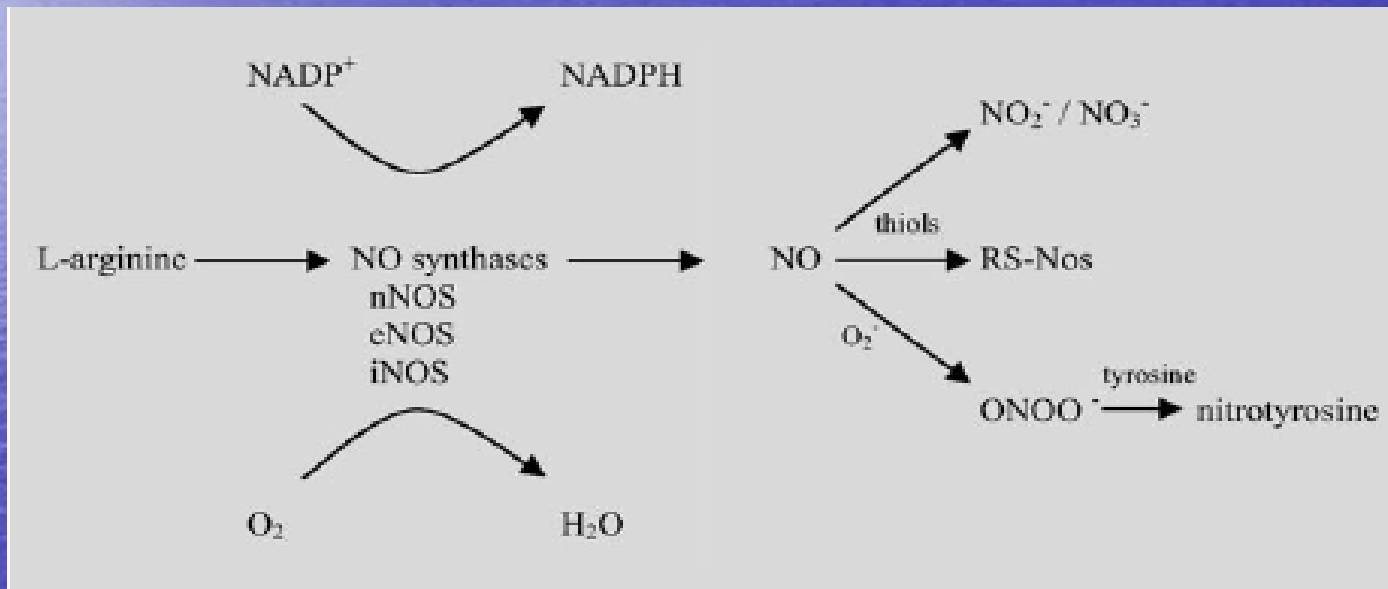 NADP⁺ NADPH
NO₂⁻ / NO₃⁻
thiols
L-arginine NO synthases NO RS-Nos
nNOS
eNOS
iNOS
O₂⁻
tyrosine
ONOO⁻ nitrotyrosine
O₂ H₂O